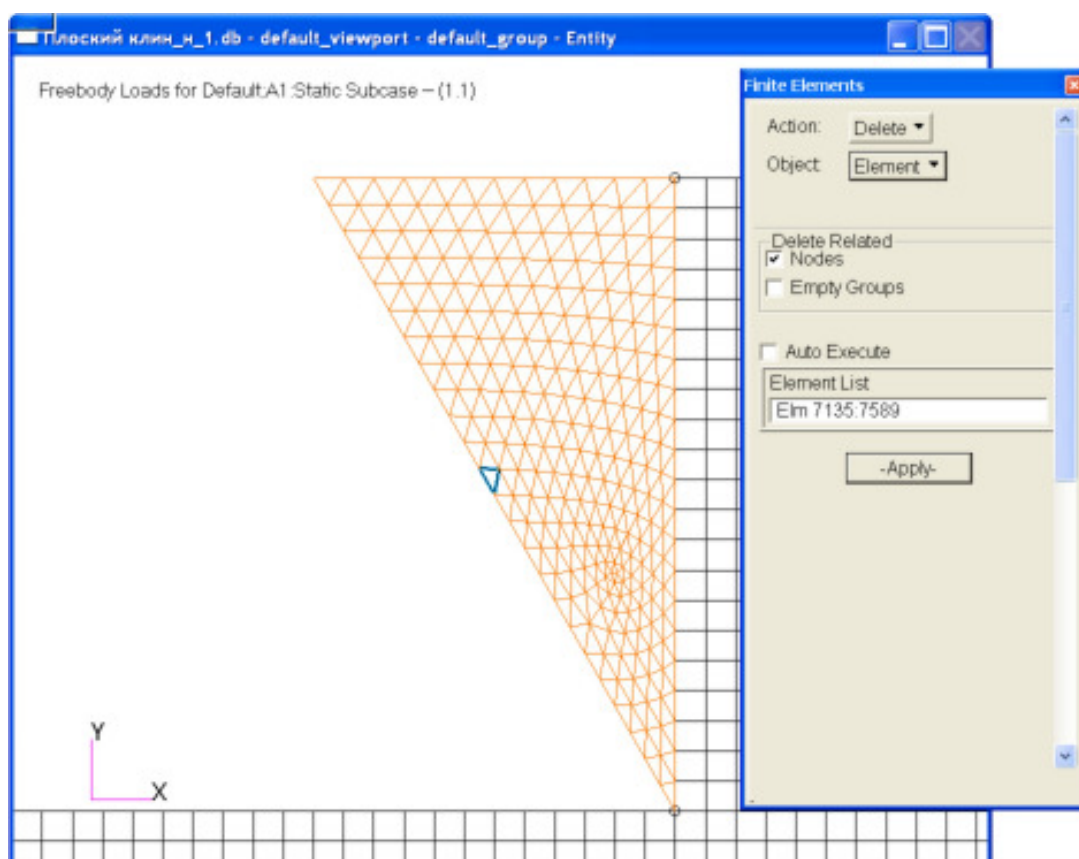 Плоский клин_н_1.db - default_viewport - default_group - Entity
Freebody Loads for Default:A1:Static Subcase – (1.1)
Finite Elements
Action: Delete
Object: Element
Delete Related
Nodes
Empty Groups
Auto Execute
Element List
Elm 7135:7589
-Apply-
Y
X